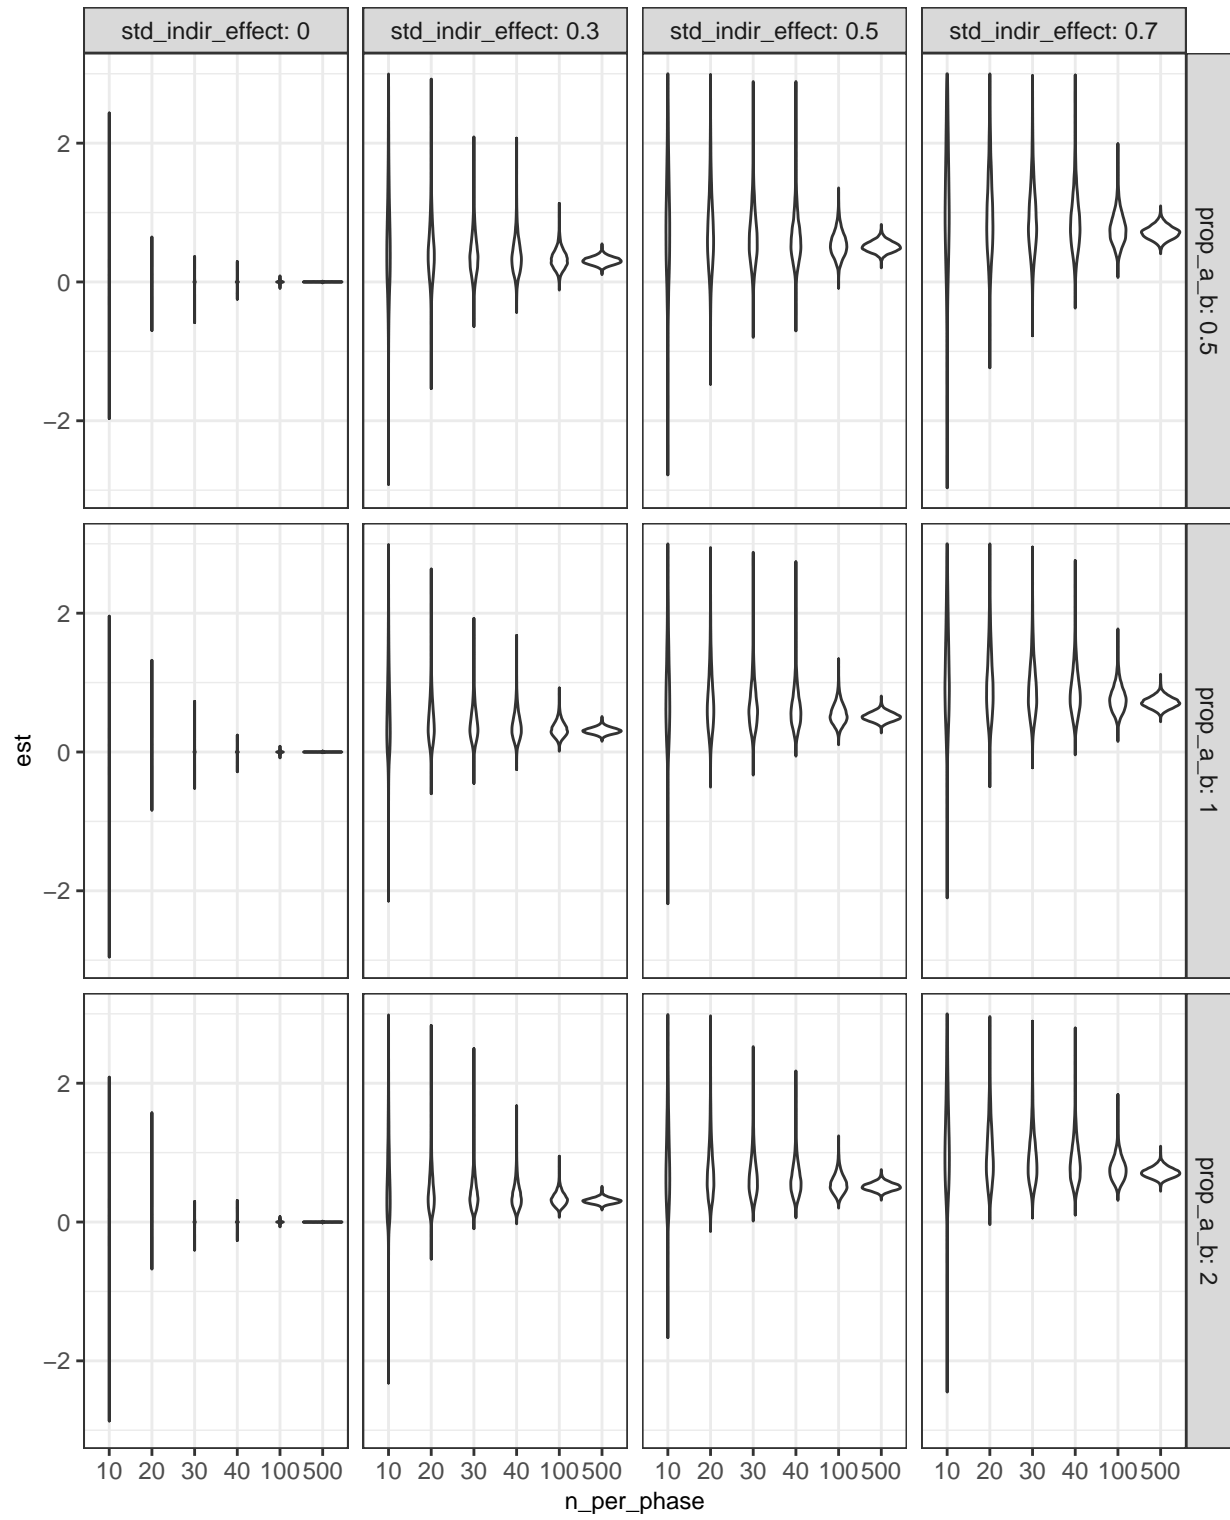 std_indir_effect: 0
std_indir_effect: 0.3
std_indir_effect: 0.5
std_indir_effect: 0.7
2
0
−2
prop_a_b: 0.5
2
0
−2
prop_a_b: 1
2
0
−2
prop_a_b: 2
est
10 20 30 40 100 500
10 20 30 40 100 500
10 20 30 40 100 500
10 20 30 40 100 500
n_per_phase